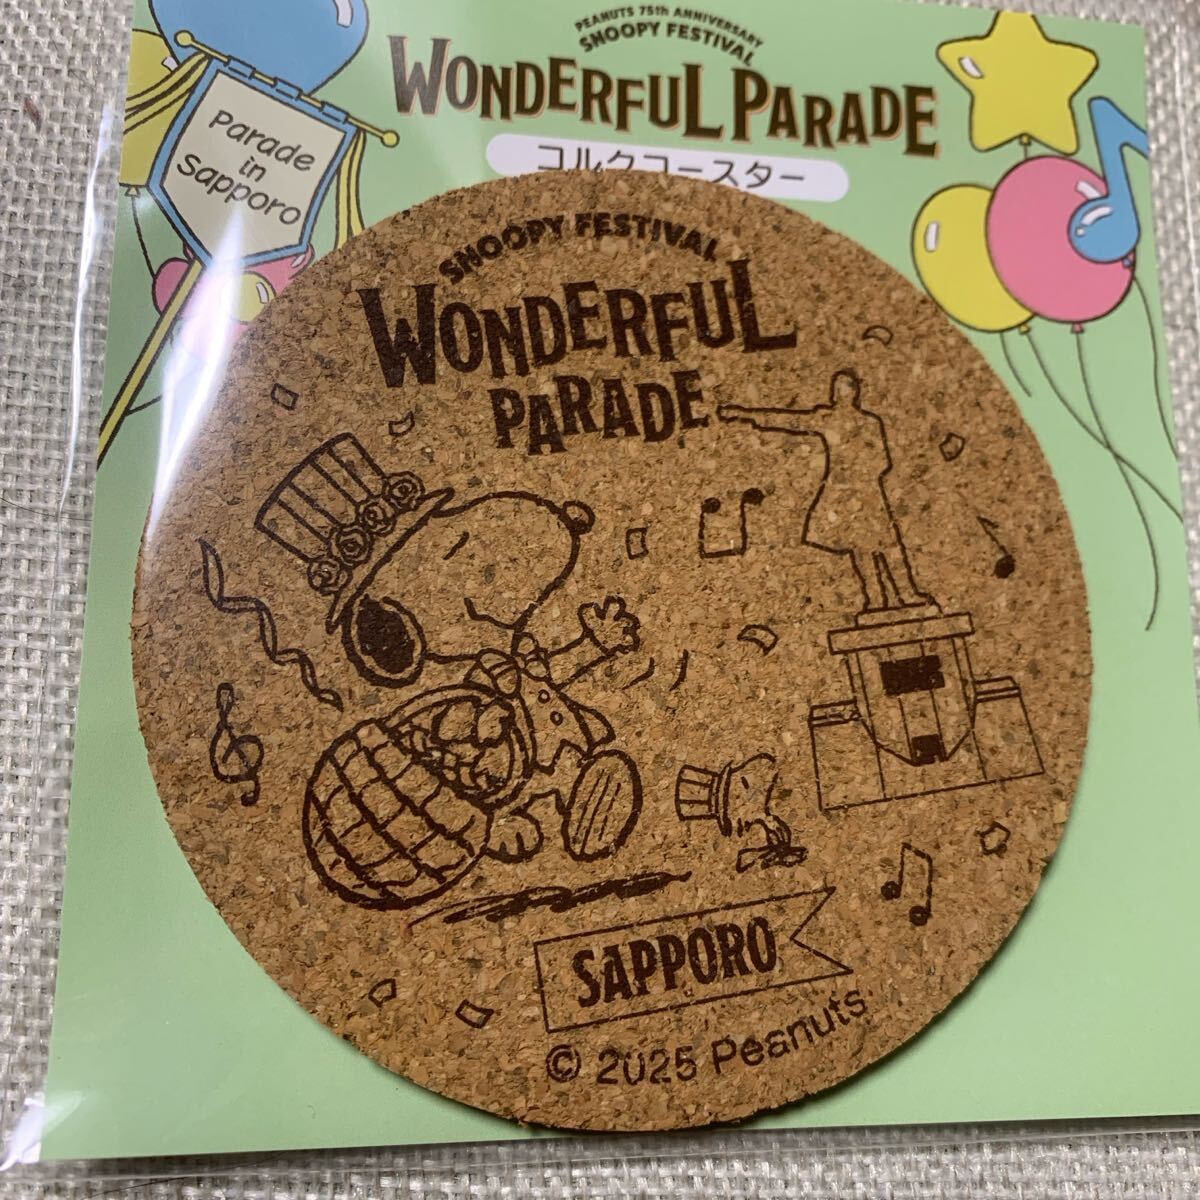 PEANUTS 75th ANNIVERSARY
SNOOPY FESTIVAL
WONDERFUL PARADE
コルクコースター
Parade
in
Sapporo
SNOOPY FESTIVAL
WONDERFUL
PARADE
SAPPORO
© 2025 Peanuts